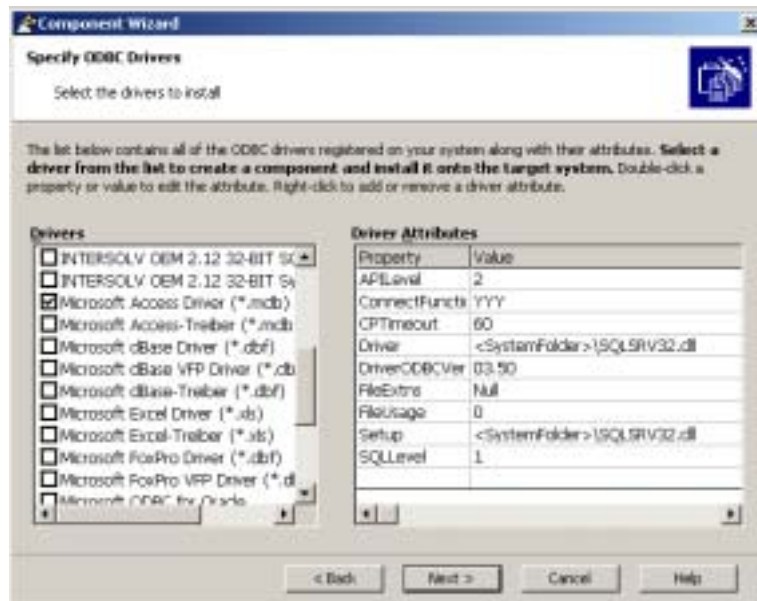 Component Wizard
Specify ODBC Drivers
Select the drivers to install
The list below contains all of the ODBC drivers registered on your system along with their attributes. Select a
driver from the list to create a component and install it onto the target system. Double-click a
property or value to edit the attribute. Right-click to add or remove a driver attribute.
Drivers
INTERSOLV OEM 2.12 32-BIT
INTERSOLV OEM 2.12 32-BIT
Microsoft Access Driver (*.mdb)
Microsoft Access-Treiber (*.mdb
Microsoft dBase Driver (*.dbf)
Microsoft dBase VFP Driver (*.db
Microsoft dBase-Treiber (*.dbf)
Microsoft Excel Driver (*.xls)
Microsoft Excel-Treiber (*.xls)
Microsoft FoxPro Driver (*.dbf)
Microsoft FoxPro VFP Driver (*.d
Microsoft ODBC for Oracle
Driver Attributes
Property Value
APILevel 2
ConnectFuncti YYY
CPTimeout 60
Driver <SystemFolder>\SQLSRV32.dll
DriverODBCVer 03.50
FileExtns Null
FileUsage 0
Setup <SystemFolder>\SQLSRV32.dll
SQLLevel 1
< Back Next > Cancel Help